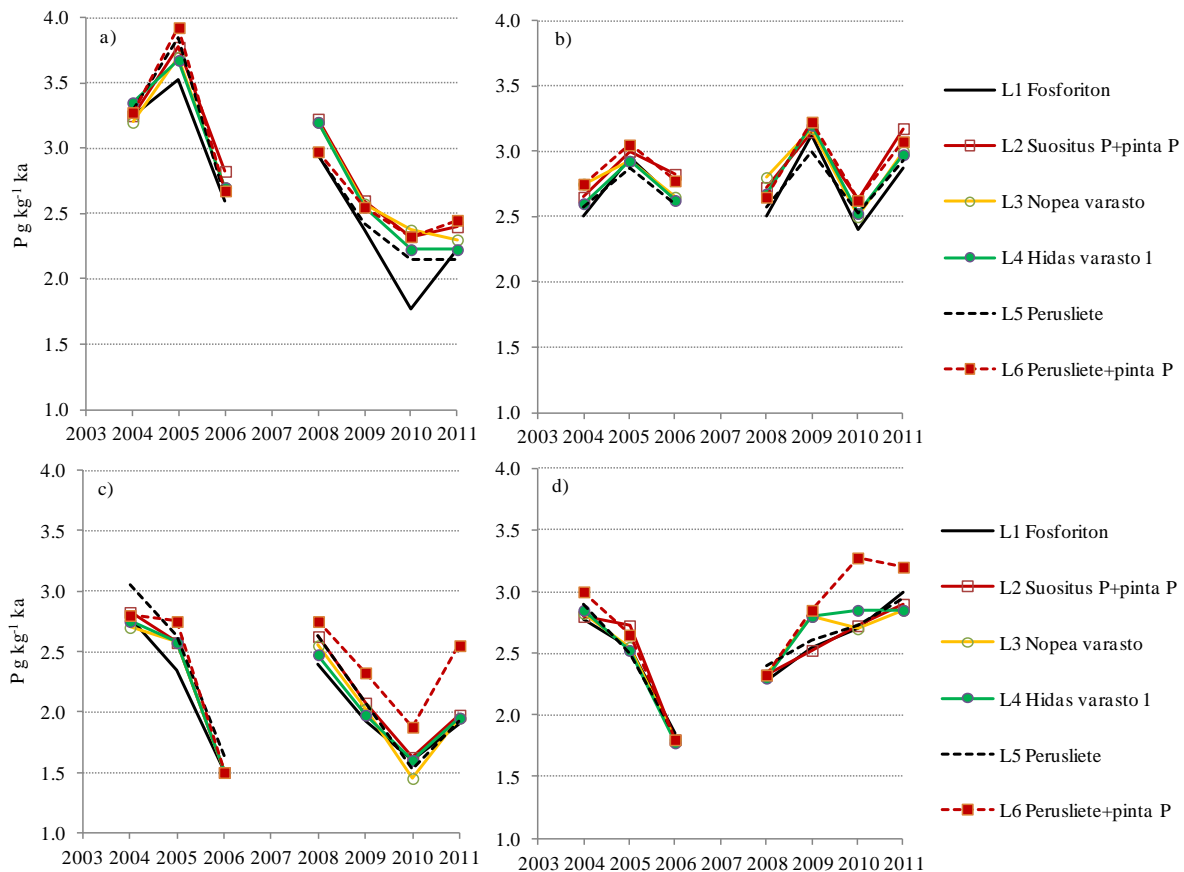 a)
P g kg⁻¹ ka
4.0
3.5
3.0
2.5
2.0
1.5
1.0
2003 2004 2005 2006 2007 2008 2009 2010 2011
b)
4.0
3.5
3.0
2.5
2.0
1.5
1.0
2003 2004 2005 2006 2007 2008 2009 2010 2011
L1 Fosforiton
L2 Suositus P+pinta P
L3 Nopea varasto
L4 Hidas varasto 1
L5 Perusliete
L6 Perusliete+pinta P
c)
P g kg⁻¹ ka
4.0
3.5
3.0
2.5
2.0
1.5
1.0
2003 2004 2005 2006 2007 2008 2009 2010 2011
d)
4.0
3.5
3.0
2.5
2.0
1.5
1.0
2003 2004 2005 2006 2007 2008 2009 2010 2011
L1 Fosforiton
L2 Suositus P+pinta P
L3 Nopea varasto
L4 Hidas varasto 1
L5 Perusliete
L6 Perusliete+pinta P